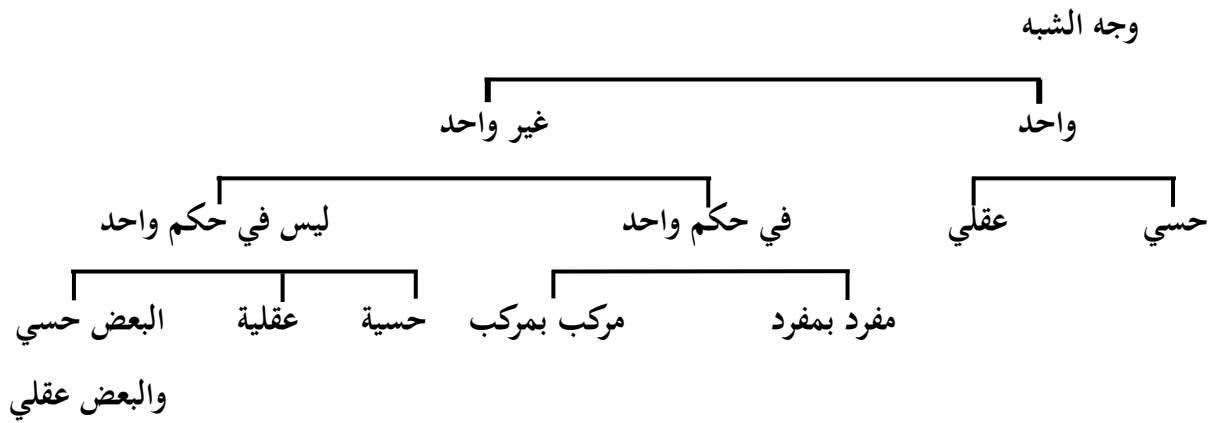 وجه الشبه
واحد غير واحد
حسي عقلي في حكم واحد ليس في حكم واحد
مفرد بمفرد مركب بمركب حسية عقلية البعض حسي
والبعض عقلي